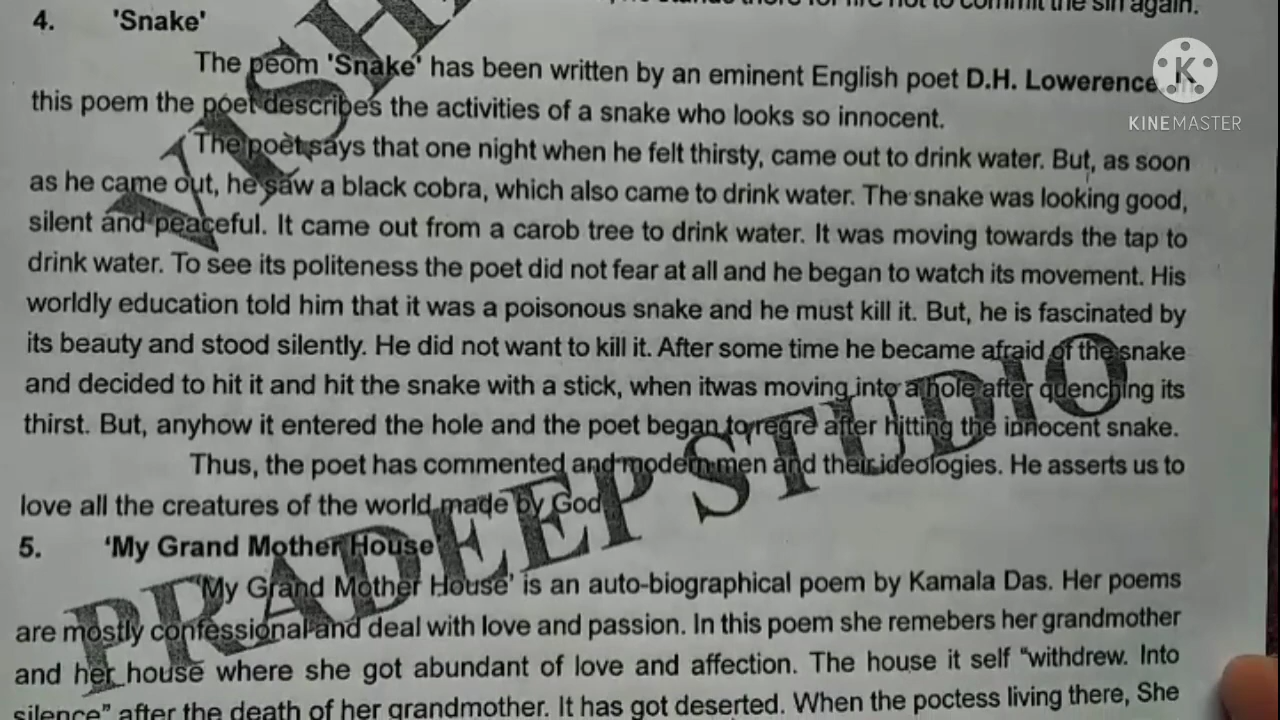 he stands there for life not to commit the sin again.
4. 'Snake'
The peom 'Snake' has been written by an eminent English poet D.H. Lowerence
this poem the poet describes the activities of a snake who looks so innocent.
The poet says that one night when he felt thirsty, came out to drink water. But, as soon
as he came out, he saw a black cobra, which also came to drink water. The snake was looking good,
silent and peaceful. It came out from a carob tree to drink water. It was moving towards the tap to
drink water. To see its politeness the poet did not fear at all and he began to watch its movement. His
worldly education told him that it was a poisonous snake and he must kill it. But, he is fascinated by
its beauty and stood silently. He did not want to kill it. After some time he became afraid of the snake
and decided to hit it and hit the snake with a stick, when itwas moving into a hole after quenching its
thirst. But, anyhow it entered the hole and the poet began to regre after hitting the innocent snake.
Thus, the poet has commented and modern men and their ideologies. He asserts us to
love all the creatures of the world made by God
5. 'My Grand Mother House
'My Grand Mother House' is an auto-biographical poem by Kamala Das. Her poems
are mostly confessional and deal with love and passion. In this poem she remebers her grandmother
and her house where she got abundant of love and affection. The house it self “withdrew. Into
silence” after the death of her grandmother. It has got deserted. When the poctess living there, She
VISH
PRADEEP STUDIO
K
KINEMASTER